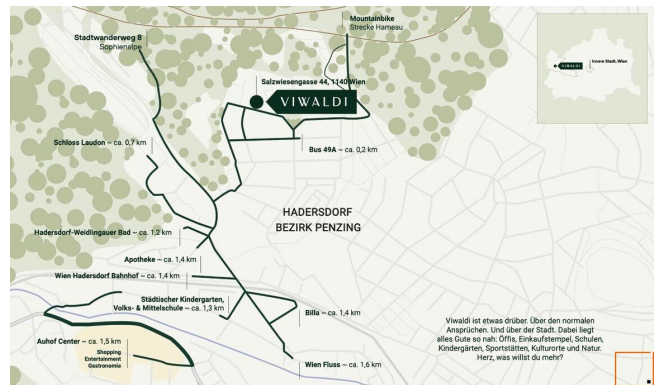 Mountainbike
Strecke Hameau
Stadtwanderweg 8
Sophienalpe
Innere Stadt, Wien
VIWALDI
Salzwiesengasse 44, 1140 Wien
VIWALDI
Schloss Laudon ~ ca. 0,7 km
Bus 49A ~ ca. 0,2 km
HADERSDORF
BEZIRK PENZING
Hadersdorf-Weidlingauer Bad ~ ca. 1,2 km
Apotheke ~ ca. 1,4 km
Wien Hadersdorf Bahnhof ~ ca. 1,4 km
Städtischer Kindergarten,
Volks- & Mittelschule ~ ca. 1,3 km
Billa ~ ca. 1,4 km
Auhof Center ~ ca. 1,5 km
Shopping
Entertainment
Gastronomie
Wien Fluss ~ ca. 1,6 km
Viwaldi ist etwas drüber. Über den normalen
Ansprüchen. Und über der Stadt. Dabei liegt
alles Gute so nah: Öffis, Einkaufstempel, Schulen,
Kindergärten, Sportstätten, Kulturorte und Natur.
Herz, was willst du mehr?